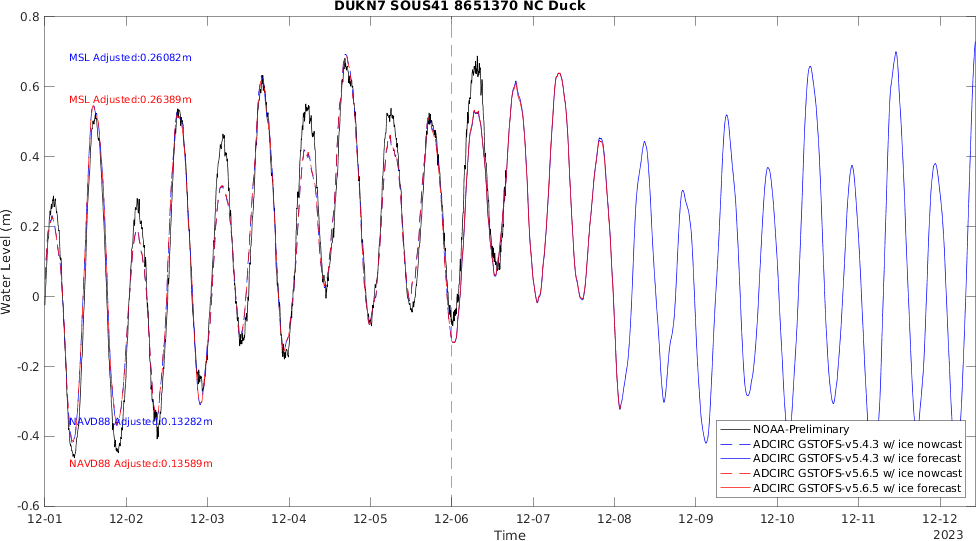 DUKN7 SOUS41 8651370 NC Duck
0.8
0.6
0.4
0.2
0
-0.2
-0.4
-0.6
Water Level (m)
MSL Adjusted:0.26082m
MSL Adjusted:0.26389m
NAVD88 Adjusted:0.13282m
NAVD88 Adjusted:0.13589m
NOAA-Preliminary
ADCIRC GSTOFS-v5.4.3 w/ ice nowcast
ADCIRC GSTOFS-v5.4.3 w/ ice forecast
ADCIRC GSTOFS-v5.6.5 w/ ice nowcast
ADCIRC GSTOFS-v5.6.5 w/ ice forecast
12-01 12-02 12-03 12-04 12-05 12-06 12-07 12-08 12-09 12-10 12-11 12-12
Time
2023